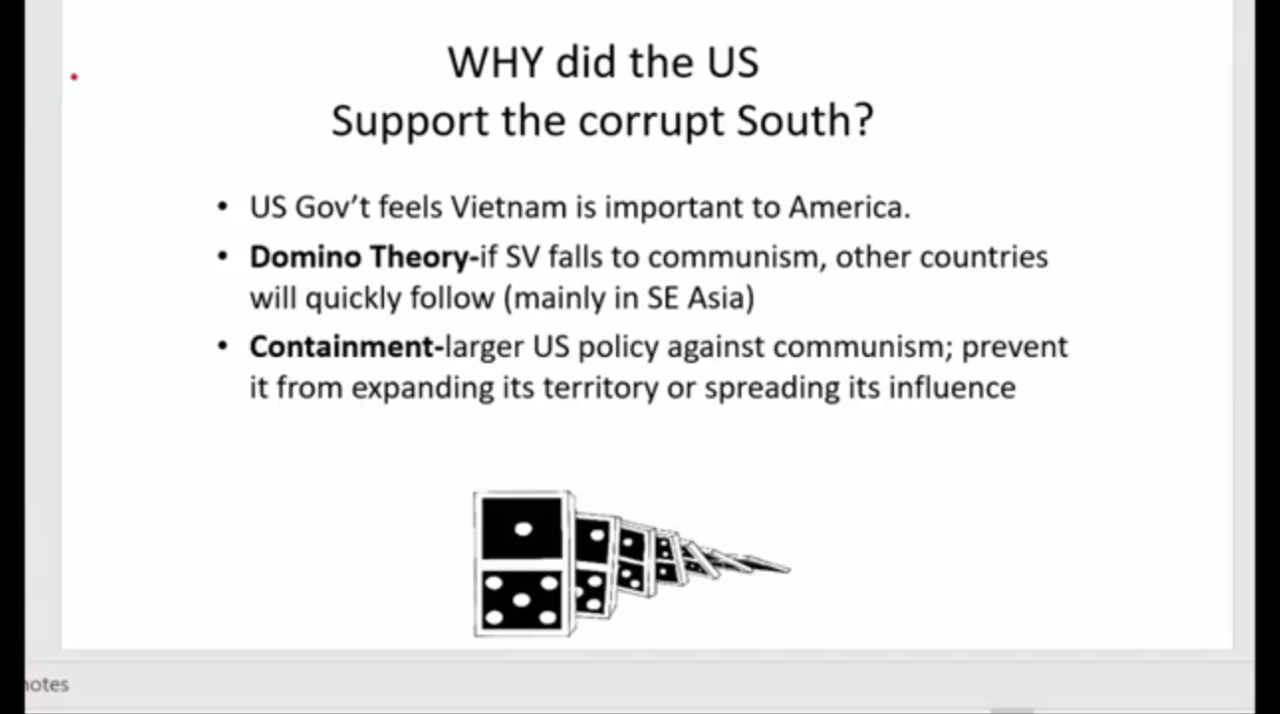 WHY did the US
Support the corrupt South?
• US Gov’t feels Vietnam is important to America.
• Domino Theory-if SV falls to communism, other countries
will quickly follow (mainly in SE Asia)
• Containment-larger US policy against communism; prevent
it from expanding its territory or spreading its influence
notes